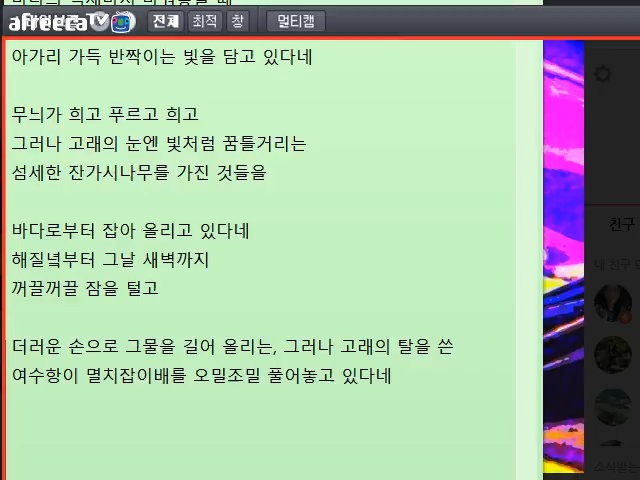 afreeca
전체 최적 창 멀티캠
아가리 가득 반짝이는 빛을 담고 있다네
무늬가 희고 푸르고 희고
그러나 고래의 눈엔 빛처럼 꿈틀거리는
섬세한 잔가시나무를 가진 것들을
바다로부터 잡아 올리고 있다네
해질녘부터 그날 새벽까지
꺼끌꺼끌 잠을 털고
더러운 손으로 그물을 길어 올리는, 그러나 고래의 탈을 쓴
여수항이 멸치잡이배를 오밀조밀 풀어놓고 있다네
친구
내 친구